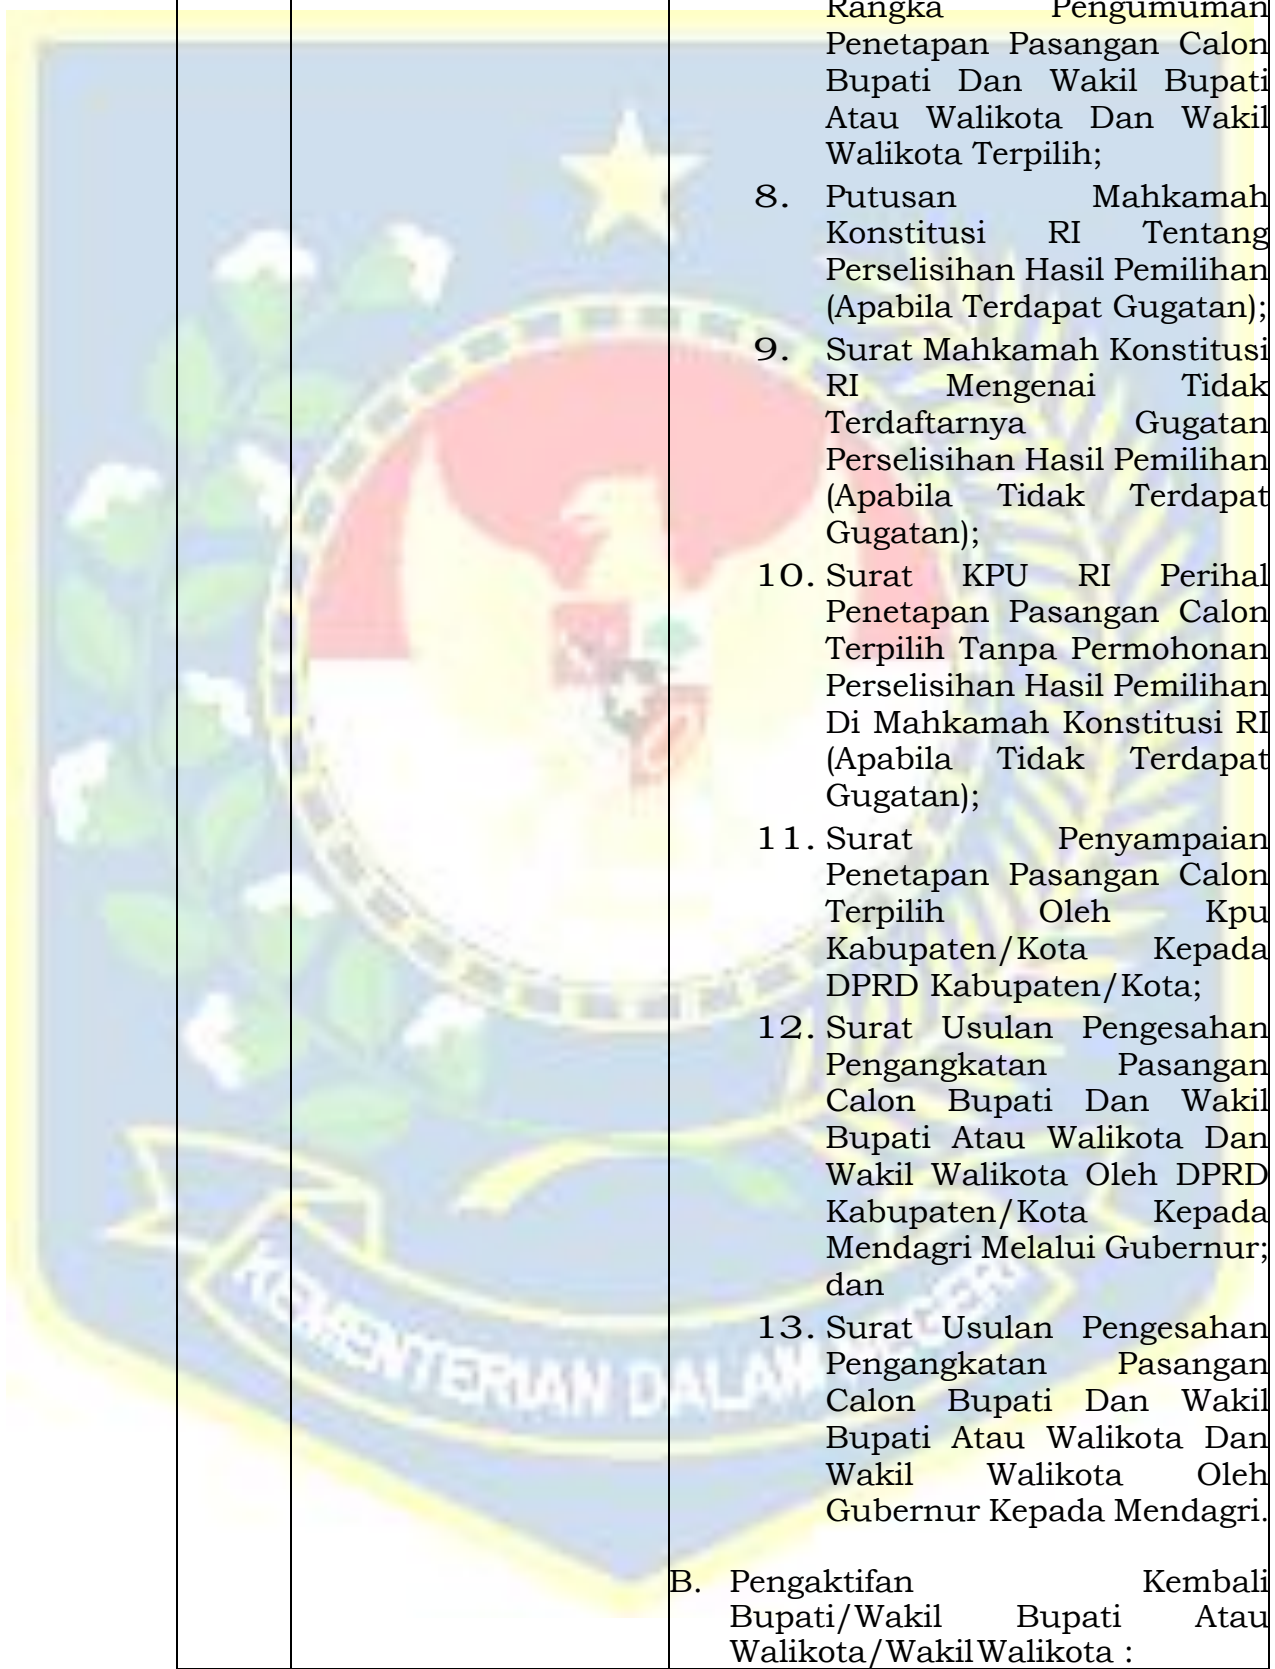 Rangka Pengumuman
Penetapan Pasangan Calon
Bupati Dan Wakil Bupati
Atau Walikota Dan Wakil
Walikota Terpilih;
8. Putusan Mahkamah
Konstitusi RI Tentang
Perselisihan Hasil Pemilihan
(Apabila Terdapat Gugatan);
9. Surat Mahkamah Konstitusi
RI Mengenai Tidak
Terdaftarnya Gugatan
Perselisihan Hasil Pemilihan
(Apabila Tidak Terdapat
Gugatan);
10. Surat KPU RI Perihal
Penetapan Pasangan Calon
Terpilih Tanpa Permohonan
Perselisihan Hasil Pemilihan
Di Mahkamah Konstitusi RI
(Apabila Tidak Terdapat
Gugatan);
11. Surat Penyampaian
Penetapan Pasangan Calon
Terpilih Oleh Kpu
Kabupaten/Kota Kepada
DPRD Kabupaten/Kota;
12. Surat Usulan Pengesahan
Pengangkatan Pasangan
Calon Bupati Dan Wakil
Bupati Atau Walikota Dan
Wakil Walikota Oleh DPRD
Kabupaten/Kota Kepada
Mendagri Melalui Gubernur;
dan
13. Surat Usulan Pengesahan
Pengangkatan Pasangan
Calon Bupati Dan Wakil
Bupati Atau Walikota Dan
Wakil Walikota Oleh
Gubernur Kepada Mendagri.
B. Pengaktifan Kembali
Bupati/Wakil Bupati Atau
Walikota/WakilWalikota :
KEMENTERIAN DALAM NEGERI